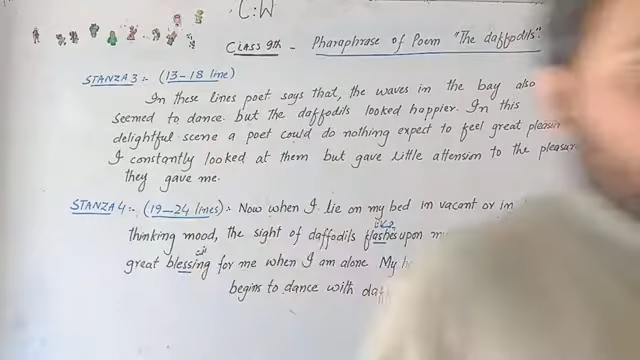 C:W
CLASS 9th - Pharaphrase of Poem "The daffodils":
STANZA 3:- (13-18 line)
In these lines poet says that, the waves in the bay also
seemed to dance. but The daffodils looked happier. In this
delightful scene a poet could do nothing expect to feel great
I constantly looked at them but gave little attension to the
they gave me.
STANZA 4:- (19-24 lines):- Now when I lie on my bed in vacant or in
thinking mood, the sight of daffodils flashes upon
great blessing for me when I am alone. My
begins to dance with